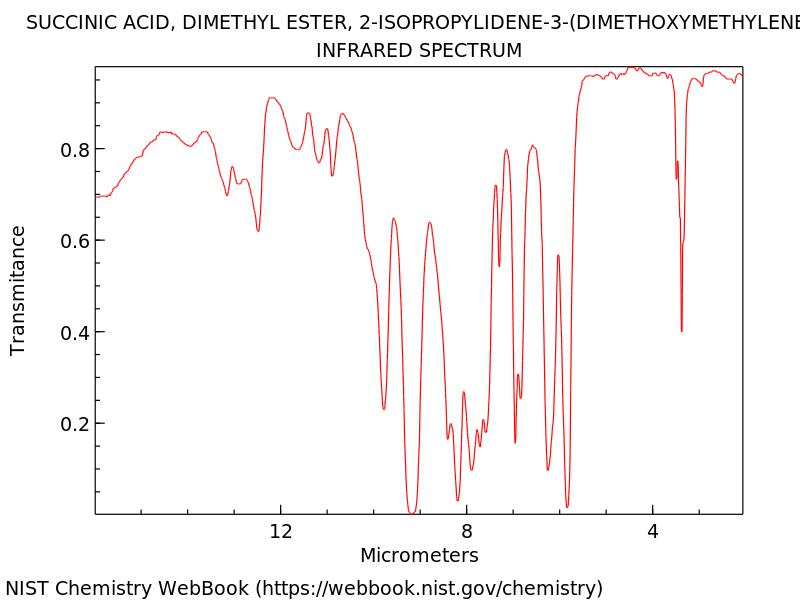 SUCCINIC ACID, DIMETHYL ESTER, 2-ISOPROPYLIDENE-3-(DIMETHOXYMETHYLENE
INFRARED SPECTRUM
0.8
0.6
0.4
0.2
Transmitance
12 8 4
Micrometers
NIST Chemistry WebBook (https://webbook.nist.gov/chemistry)